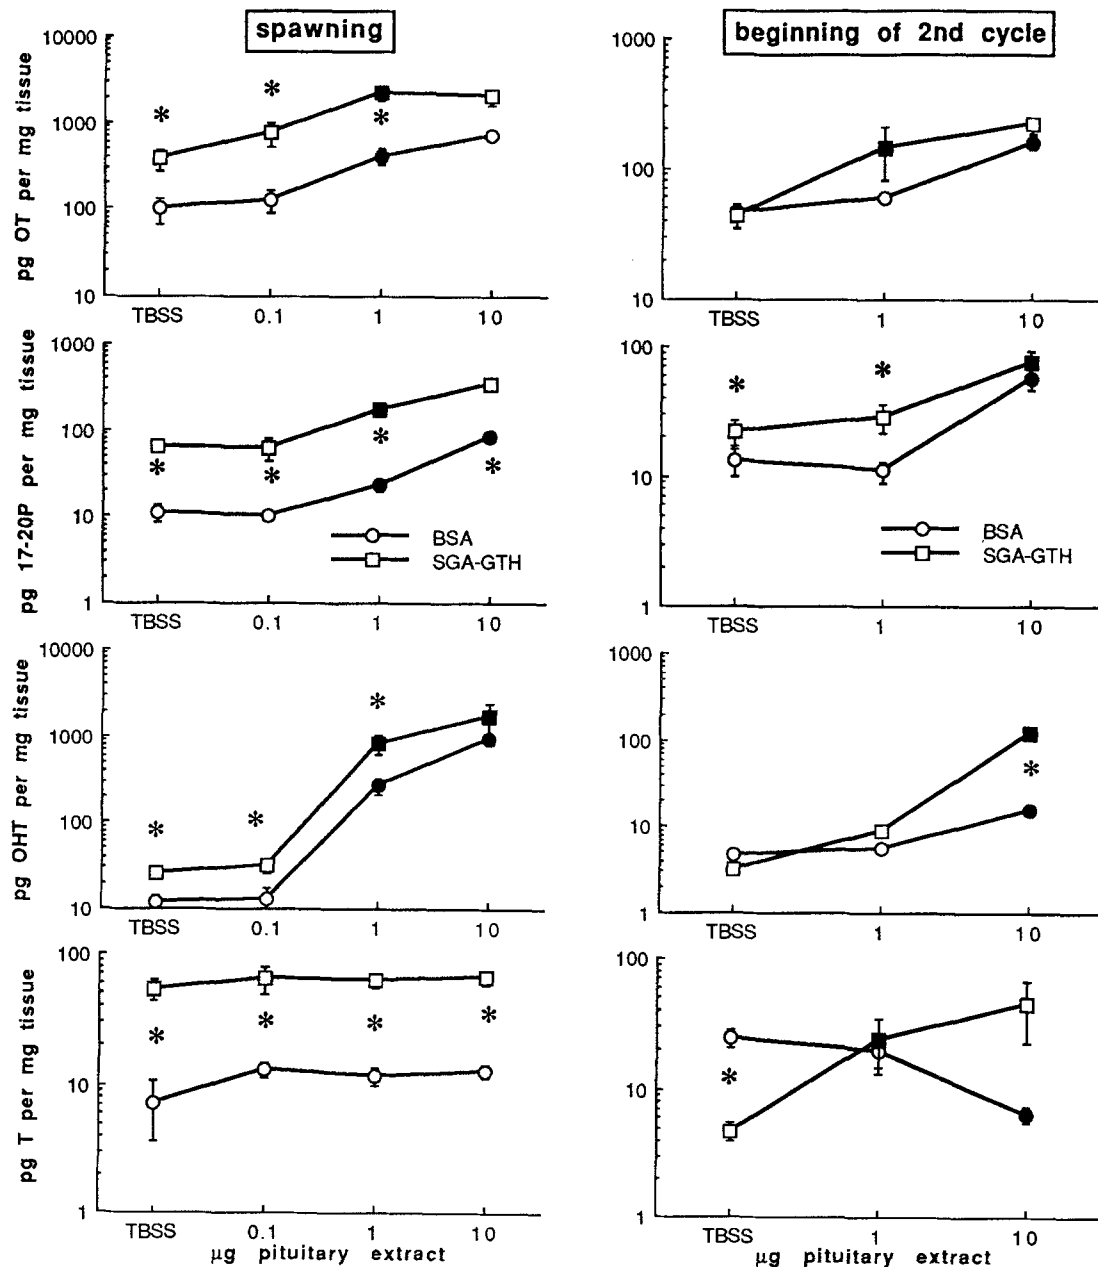 spawning
beginning of 2nd cycle
pg OT per mg tissue
10000
1000
100
10
TBSS 0.1 1 10
1000
100
10
TBSS 1 10
pg 17-20P per mg tissue
1000
100
10
1
* * * *
BSA
SGA-GTH
TBSS 0.1 1 10
100
10
1
* *
BSA
SGA-GTH
TBSS 1 10
pg OHT per mg tissue
10000
1000
100
10
* * *
TBSS 0.1 1 10
1000
100
10
1
*
TBSS 1 10
pg T per mg tissue
100
10
1
* * * *
TBSS 0.1 1 10
µg pituitary extract
100
10
1
*
TBSS 1 10
µg pituitary extract